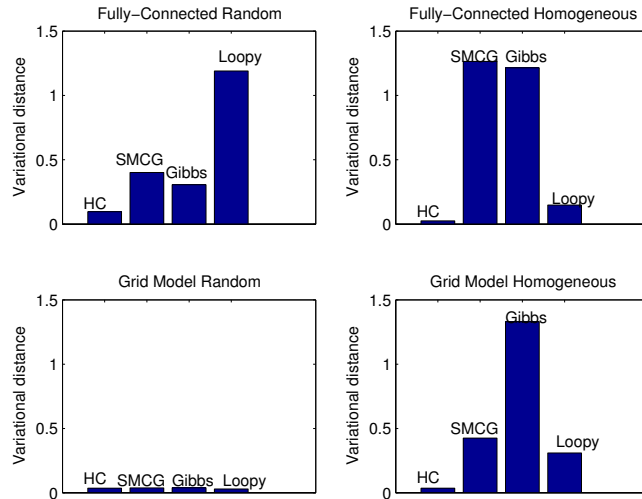 Fully-Connected Random
Variational distance
1.5
1
0.5
0
HC
SMCG
Gibbs
Loopy
Fully-Connected Homogeneous
Variational distance
1.5
1
0.5
0
HC
SMCG
Gibbs
Loopy
Grid Model Random
Variational distance
1.5
1
0.5
0
HC
SMCG
Gibbs
Loopy
Grid Model Homogeneous
Variational distance
1.5
1
0.5
0
HC
SMCG
Gibbs
Loopy